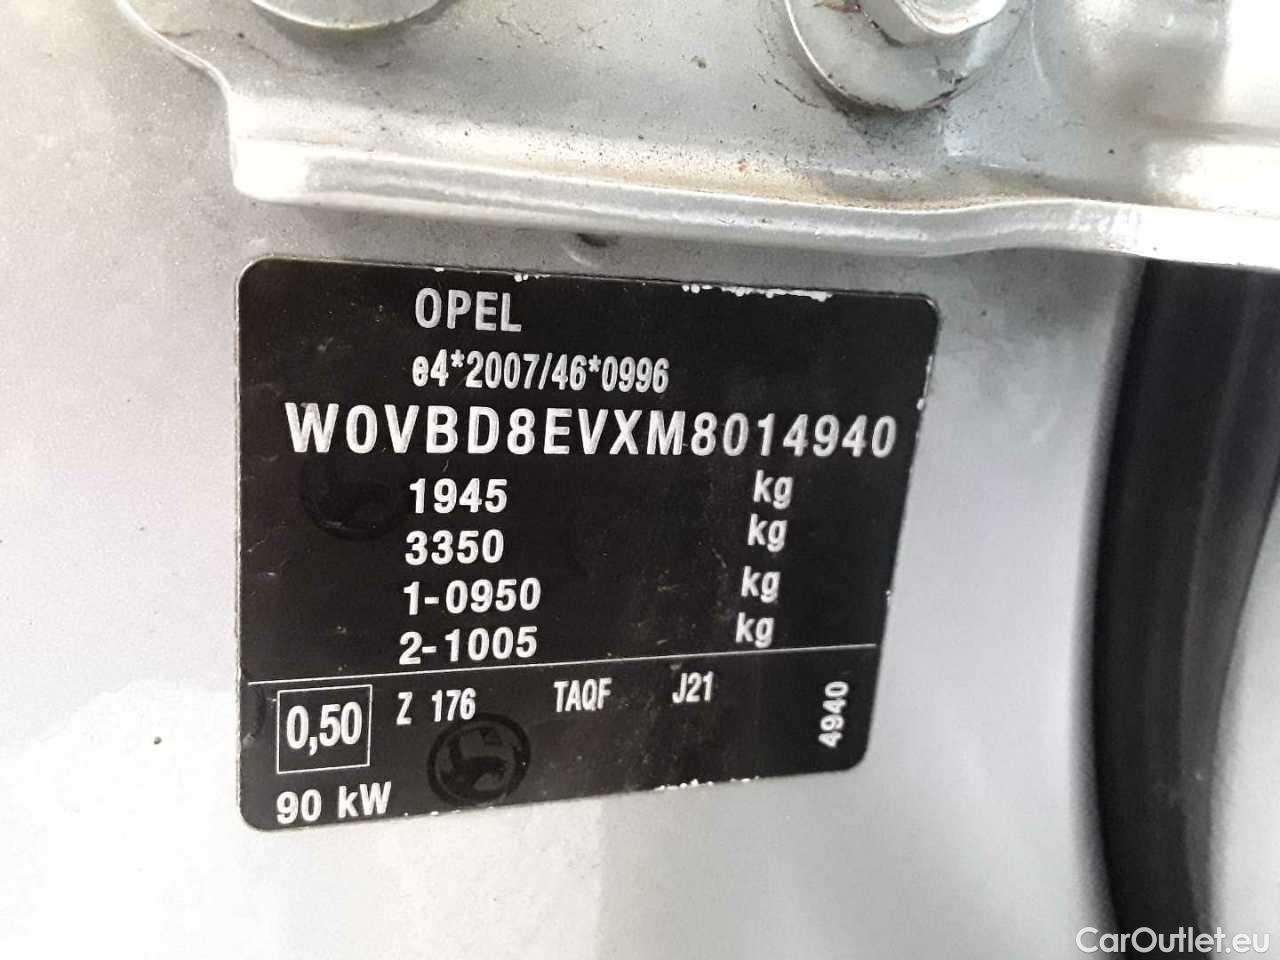 OPEL
e4*2007/46*0996
W0VBD8EVXM8014940
1945 kg
3350 kg
1-0950 kg
2-1005 kg
0,50 Z 176 TAQF J21
4940
90 kW
CarOutlet.eu